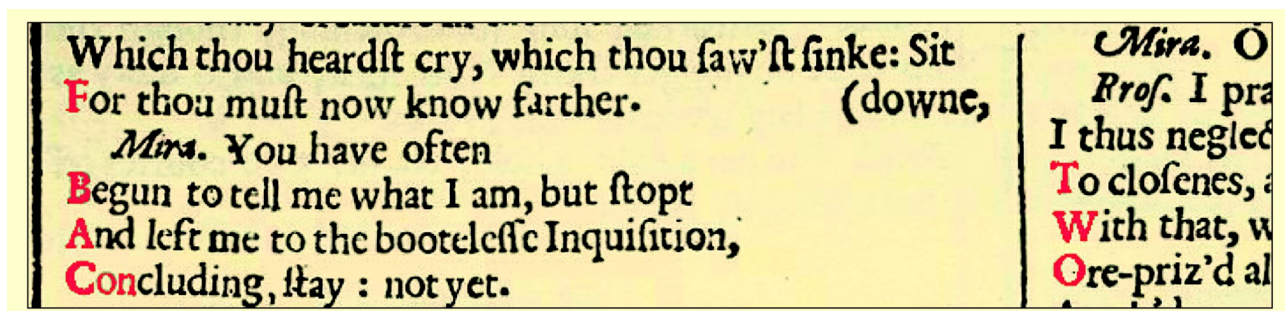 Which thou heardſt cry, which thou ſaw'ſt ſinke: Sit
For thou muſt now know farther. (downe,
Mira. You have often
Begun to tell me what I am, but ſtopt
And left me to the booteleſſe Inquiſition,
Concluding, ſtay : not yet.
Mira. O
Proſ. I pra
I thus neglec
To cloſenes, a
With that, w
Ore-priz'd al